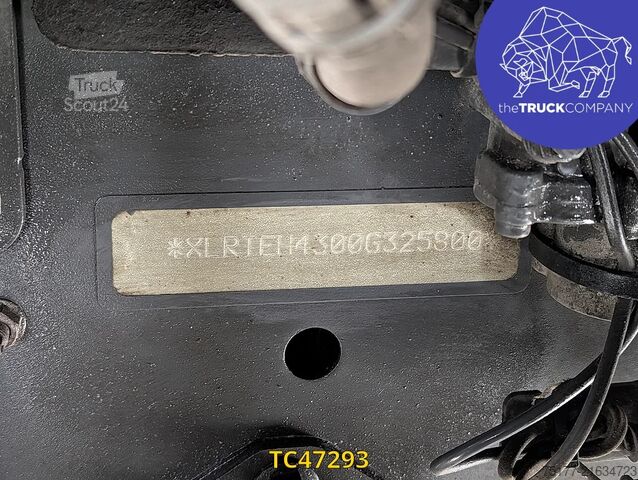 Truck
Scout24
theTRUCKCOMPANY
*XLRTEH4300G325800
TC47293